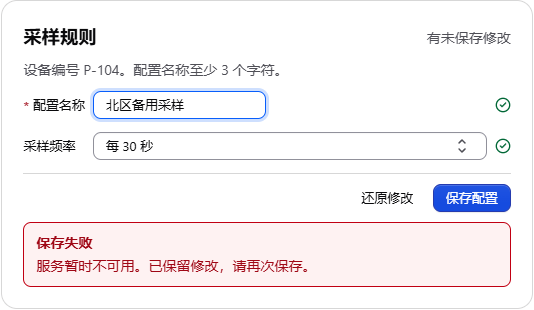 采样规则
有未保存修改
设备编号 P-104。配置名称至少 3 个字符。
* 配置名称 北区备用采样
采样频率 每 30 秒
还原修改 保存配置
保存失败
服务暂时不可用。已保留修改，请再次保存。